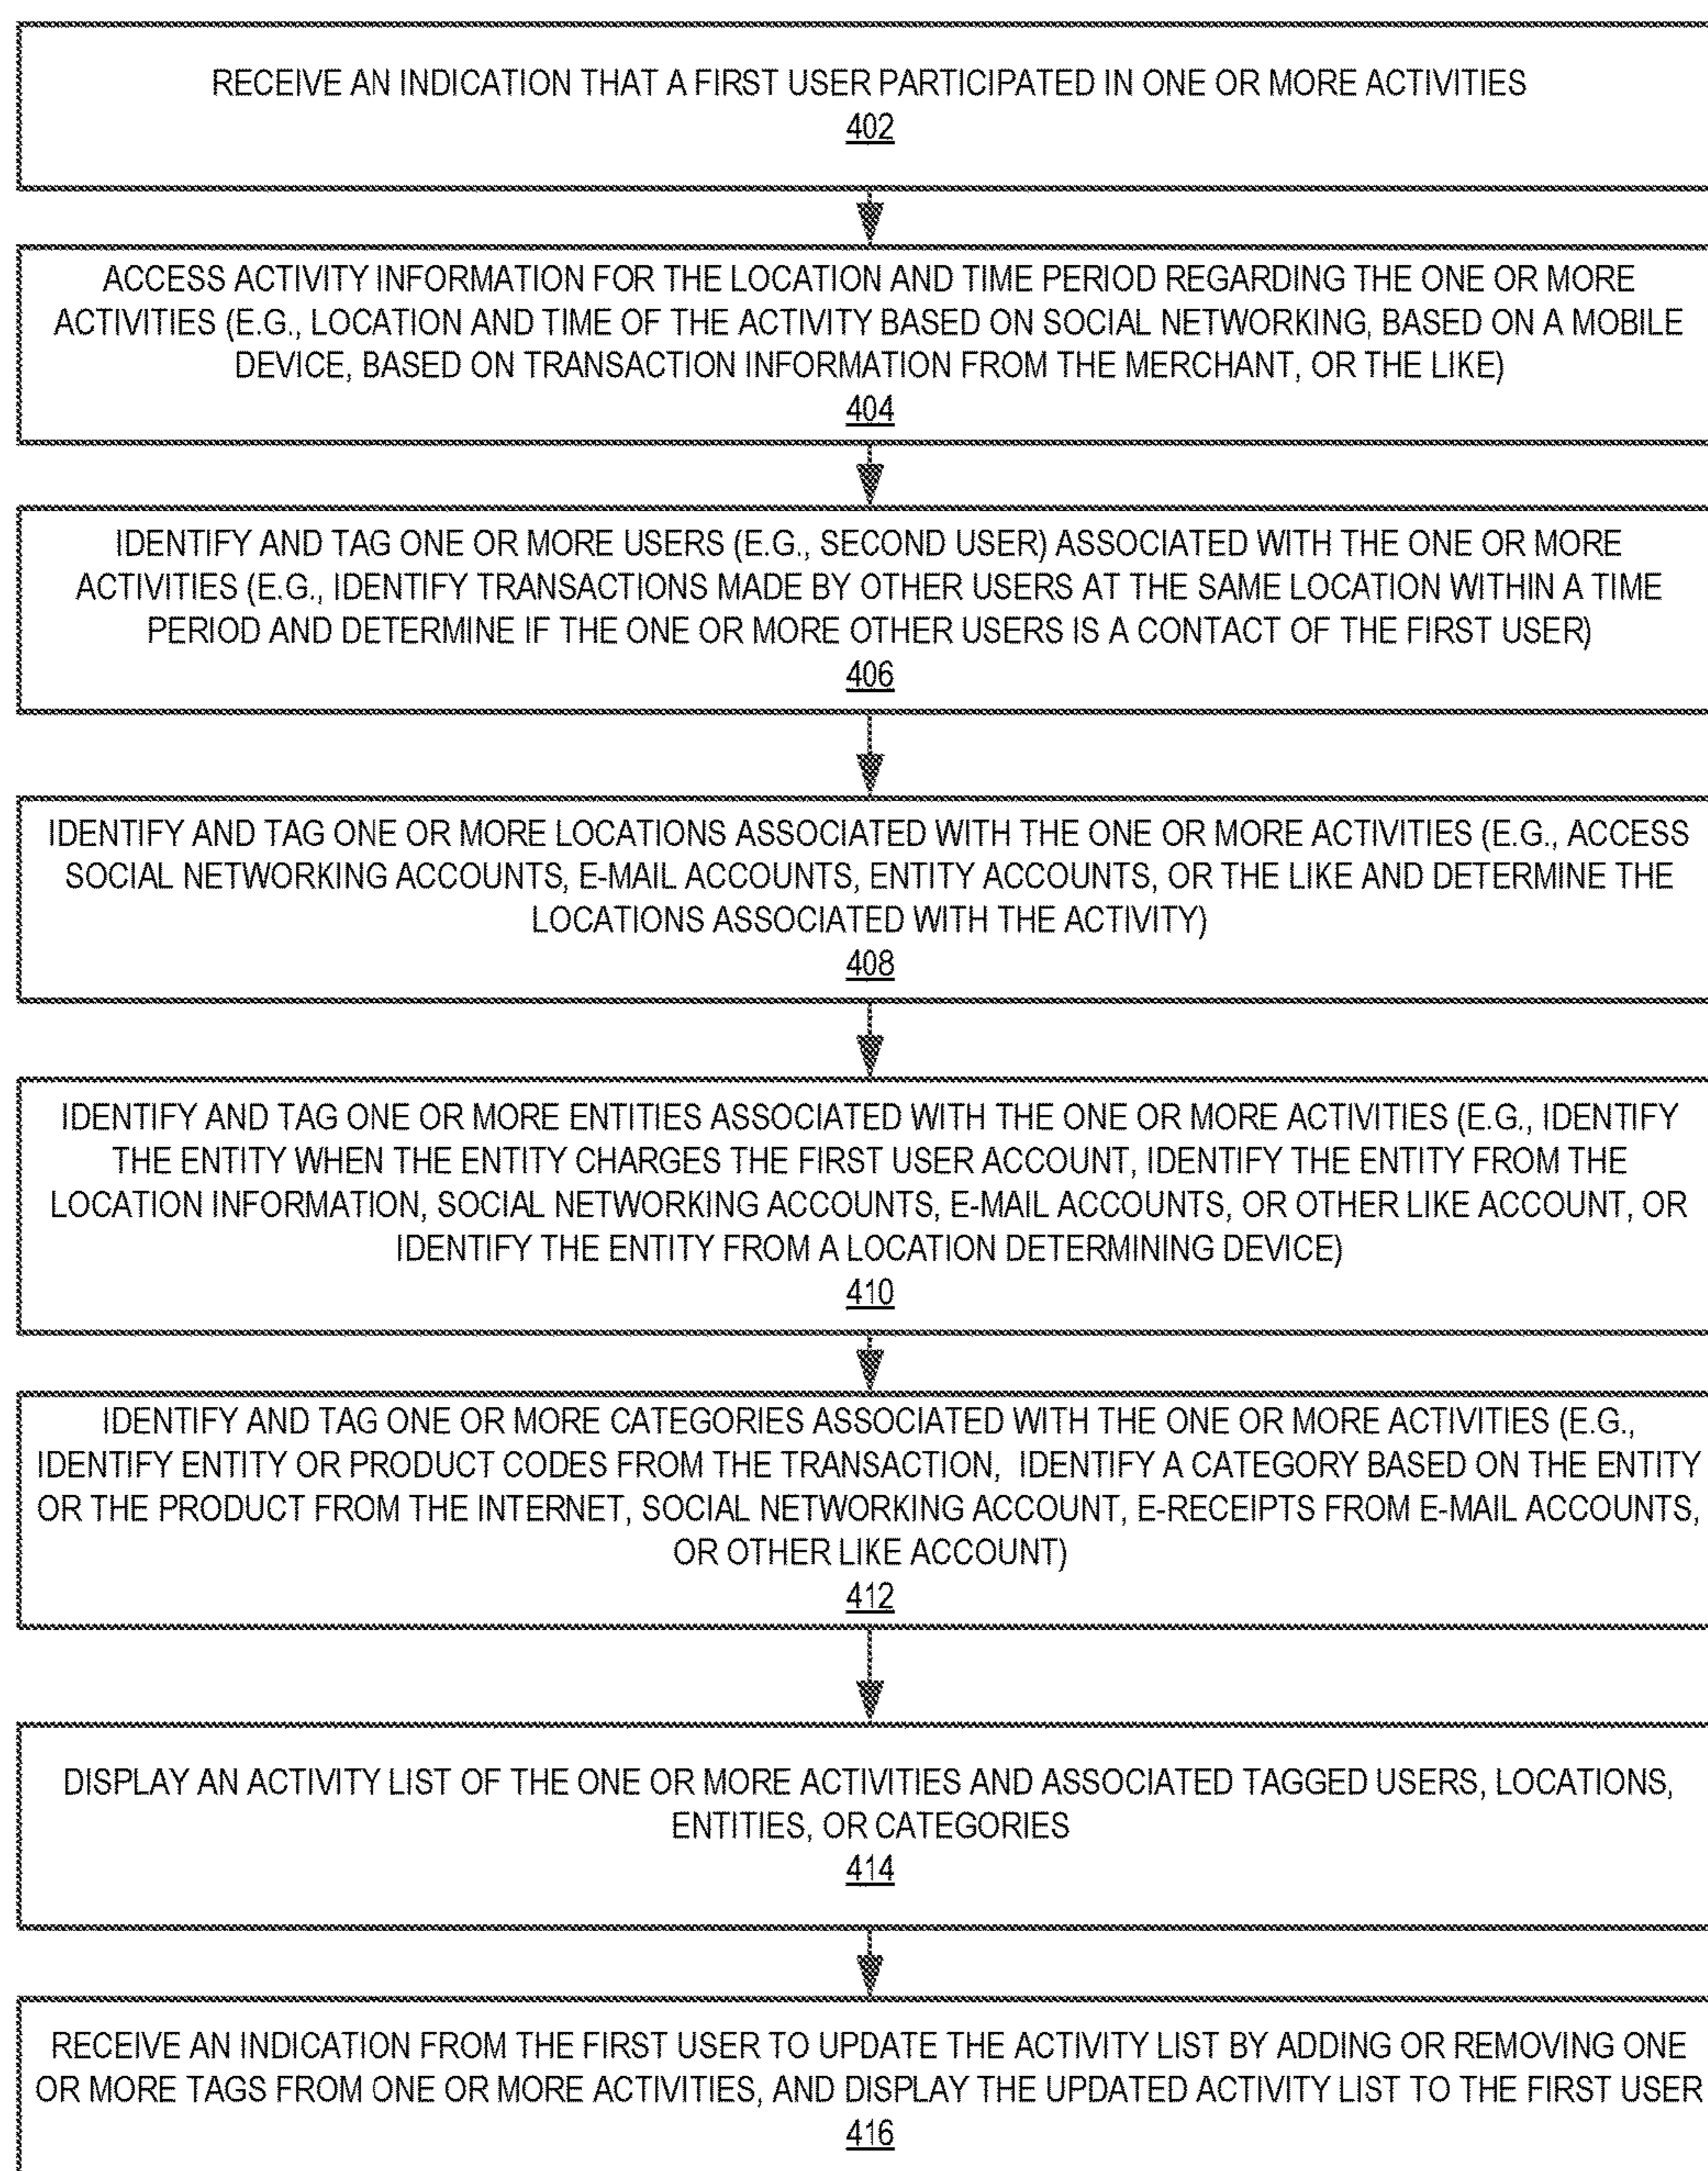 RECEIVE AN INDICATION THAT A FIRST USER PARTICIPATED IN ONE OR MORE ACTIVITIES
402
ACCESS ACTIVITY INFORMATION FOR THE LOCATION AND TIME PERIOD REGARDING THE ONE OR MORE
ACTIVITIES (E.G., LOCATION AND TIME OF THE ACTIVITY BASED ON SOCIAL NETWORKING, BASED ON A MOBILE
DEVICE, BASED ON TRANSACTION INFORMATION FROM THE MERCHANT, OR THE LIKE)
404
IDENTIFY AND TAG ONE OR MORE USERS (E.G., SECOND USER) ASSOCIATED WITH THE ONE OR MORE
ACTIVITIES (E.G., IDENTIFY TRANSACTIONS MADE BY OTHER USERS AT THE SAME LOCATION WITHIN A TIME
PERIOD AND DETERMINE IF THE ONE OR MORE OTHER USERS IS A CONTACT OF THE FIRST USER)
406
IDENTIFY AND TAG ONE OR MORE LOCATIONS ASSOCIATED WITH THE ONE OR MORE ACTIVITIES (E.G., ACCESS
SOCIAL NETWORKING ACCOUNTS, E-MAIL ACCOUNTS, ENTITY ACCOUNTS, OR THE LIKE AND DETERMINE THE
LOCATIONS ASSOCIATED WITH THE ACTIVITY)
408
IDENTIFY AND TAG ONE OR MORE ENTITIES ASSOCIATED WITH THE ONE OR MORE ACTIVITIES (E.G., IDENTIFY
THE ENTITY WHEN THE ENTITY CHARGES THE FIRST USER ACCOUNT, IDENTIFY THE ENTITY FROM THE
LOCATION INFORMATION, SOCIAL NETWORKING ACCOUNTS, E-MAIL ACCOUNTS, OR OTHER LIKE ACCOUNT, OR
IDENTIFY THE ENTITY FROM A LOCATION DETERMINING DEVICE)
410
IDENTIFY AND TAG ONE OR MORE CATEGORIES ASSOCIATED WITH THE ONE OR MORE ACTIVITIES (E.G.,
IDENTIFY ENTITY OR PRODUCT CODES FROM THE TRANSACTION, IDENTIFY A CATEGORY BASED ON THE ENTITY
OR THE PRODUCT FROM THE INTERNET, SOCIAL NETWORKING ACCOUNT, E-RECEIPTS FROM E-MAIL ACCOUNTS,
OR OTHER LIKE ACCOUNT)
412
DISPLAY AN ACTIVITY LIST OF THE ONE OR MORE ACTIVITIES AND ASSOCIATED TAGGED USERS, LOCATIONS,
ENTITIES, OR CATEGORIES
414
RECEIVE AN INDICATION FROM THE FIRST USER TO UPDATE THE ACTIVITY LIST BY ADDING OR REMOVING ONE
OR MORE TAGS FROM ONE OR MORE ACTIVITIES, AND DISPLAY THE UPDATED ACTIVITY LIST TO THE FIRST USER
416